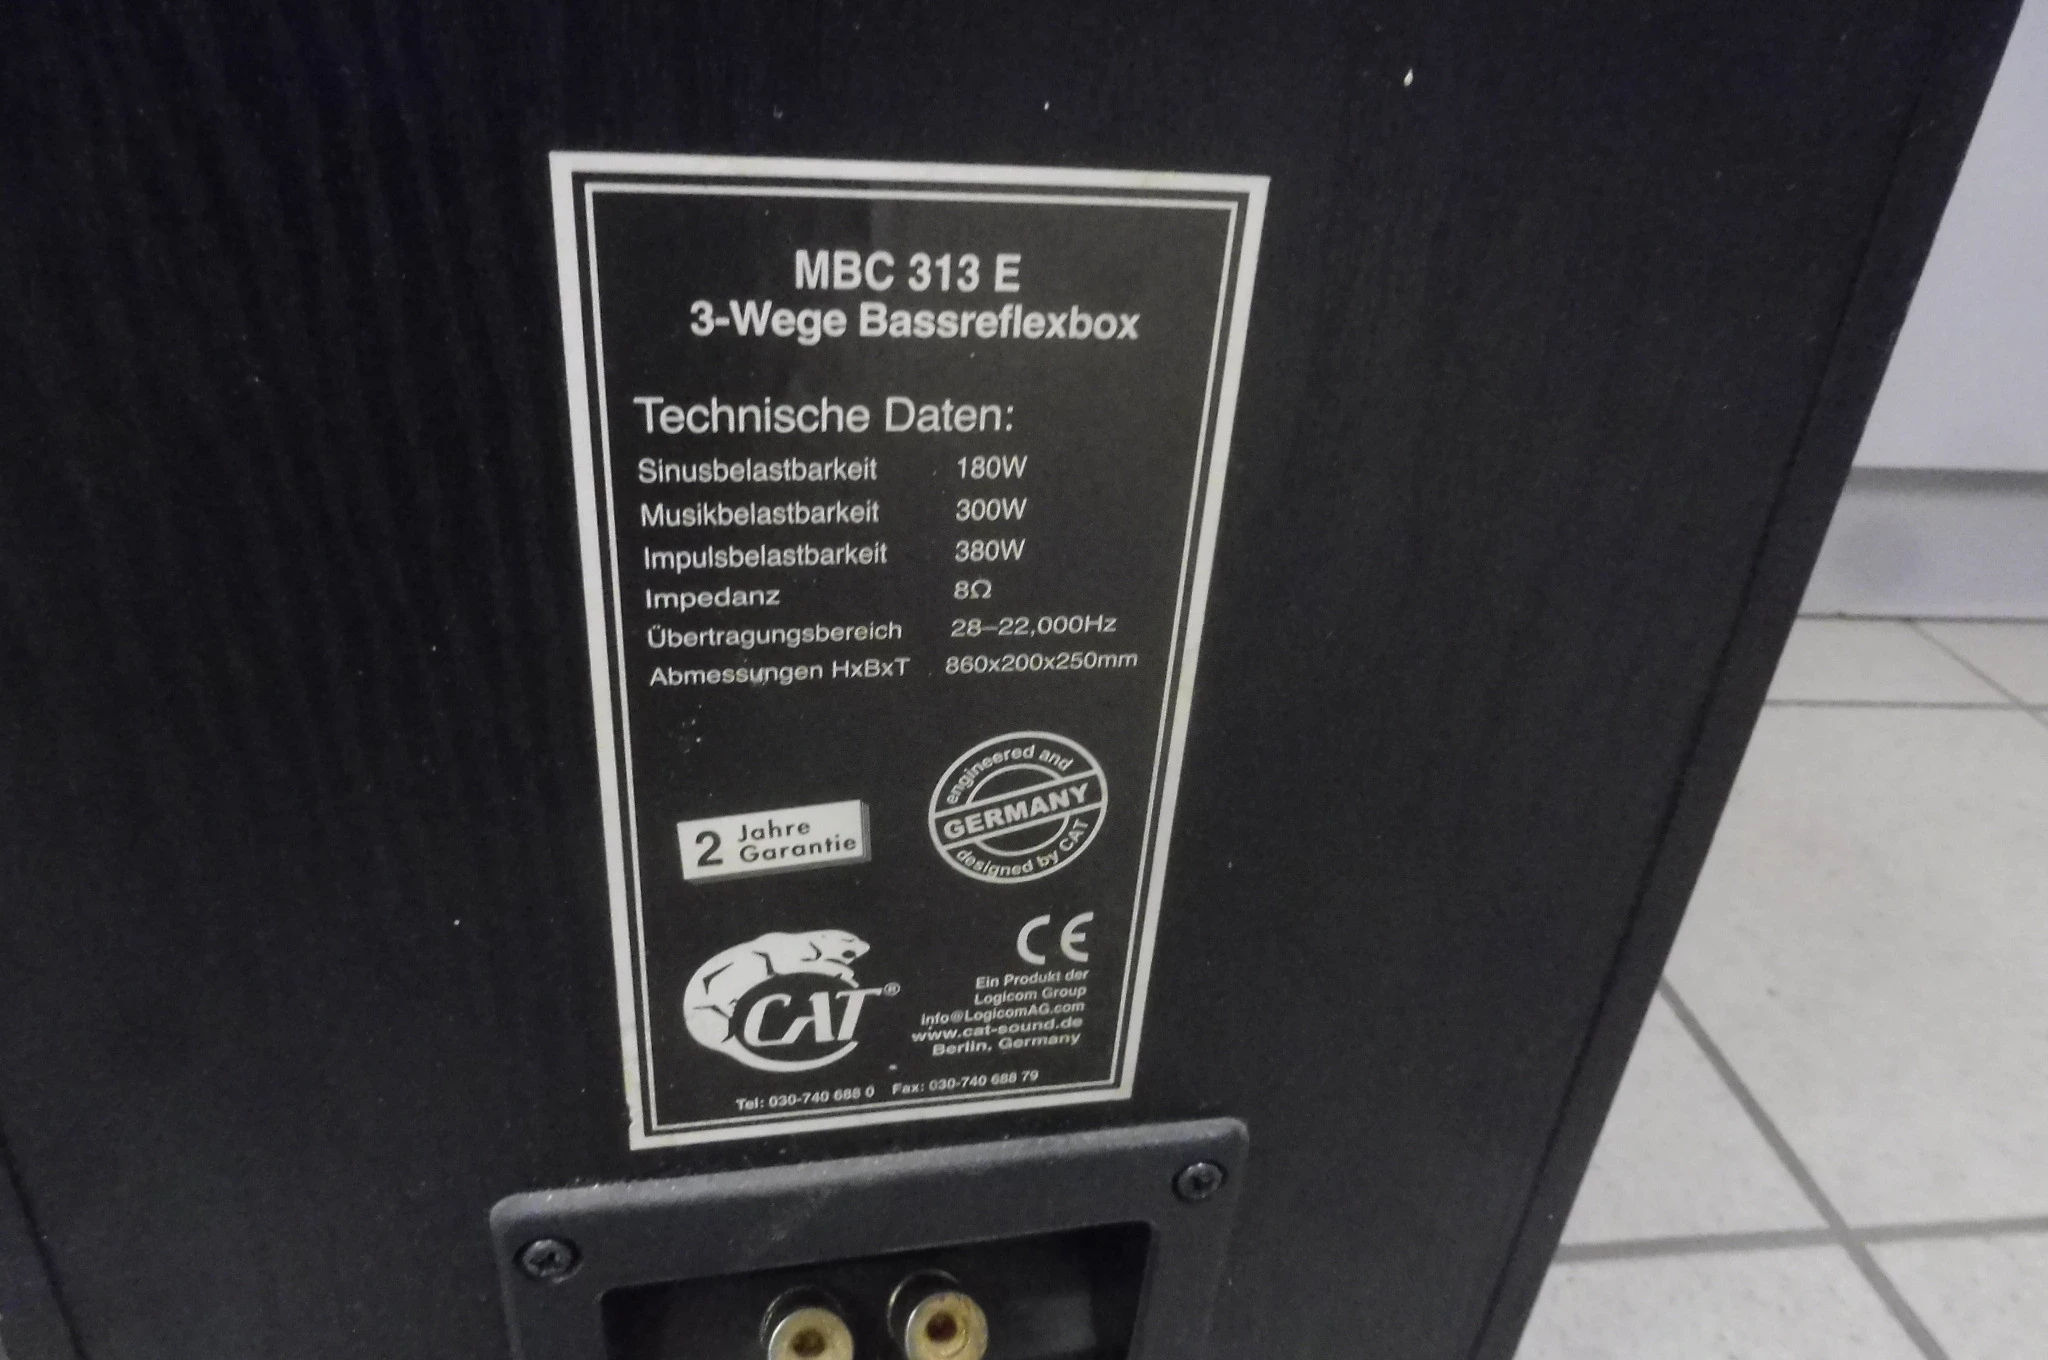 MBC 313 E
3-Wege Bassreflexbox
Technische Daten:
Sinusbelastbarkeit 180W
Musikbelastbarkeit 300W
Impulsbelastbarkeit 380W
Impedanz 8Ω
Übertragungsbereich 28–22,000Hz
Abmessungen HxBxT 860x200x250mm
2 Jahre
Garantie
engineered and
GERMANY
designed by CAT
CE
CAT®
Ein Produkt der
Logicom Group
info@LogicomAG.com
www.cat-sound.de
Berlin, Germany
Tel: 030-740 688 0 Fax: 030-740 688 79